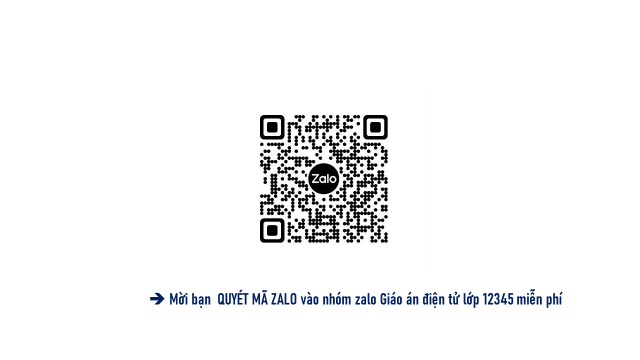 Zalo
➔ Mời bạn QUYÉT MÃ ZALO vào nhóm zalo Giáo án điện tử lớp 12345 miễn phí